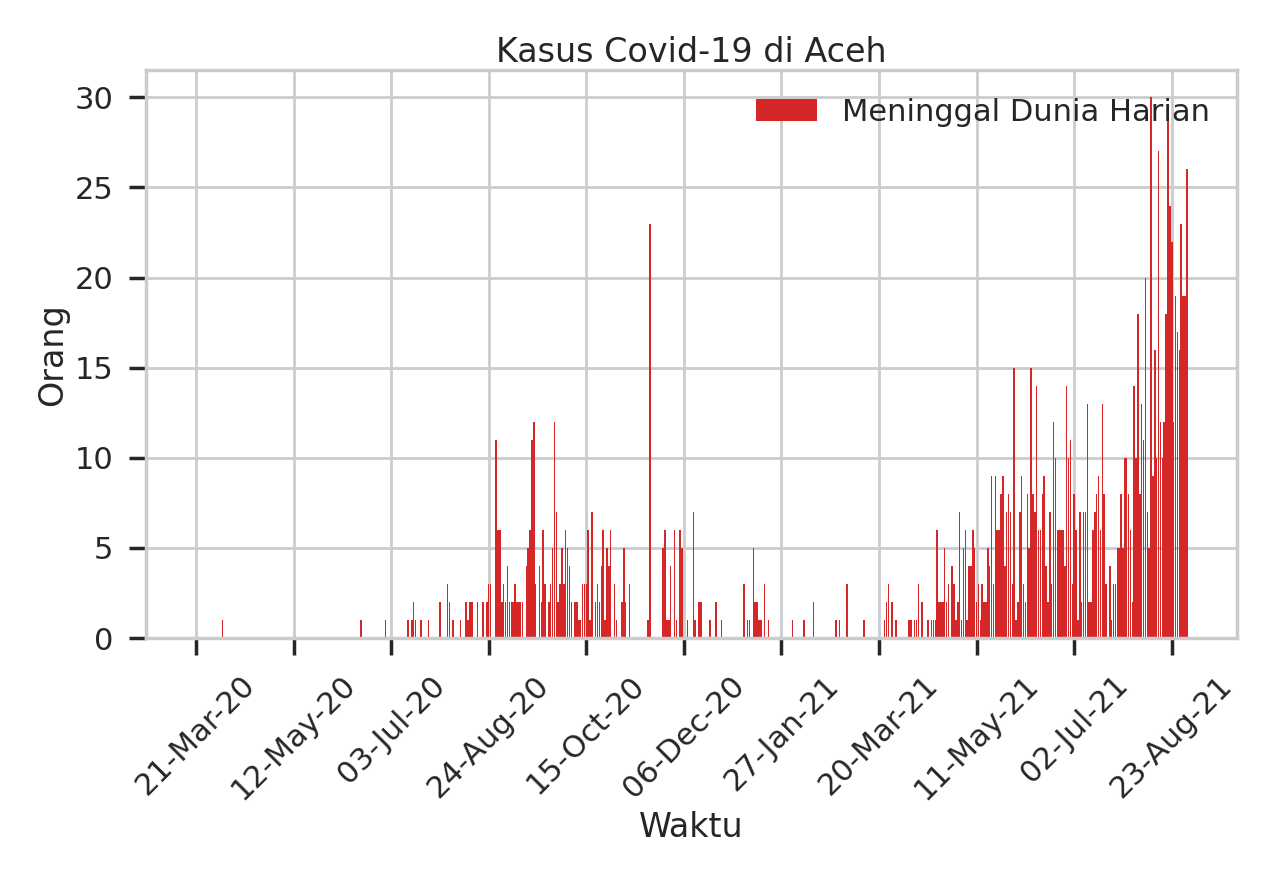 Kasus Covid-19 di Aceh
Meninggal Dunia Harian
Orang
30
25
20
15
10
5
0
21-Mar-20
12-May-20
03-Jul-20
24-Aug-20
15-Oct-20
06-Dec-20
27-Jan-21
20-Mar-21
11-May-21
02-Jul-21
23-Aug-21
Waktu